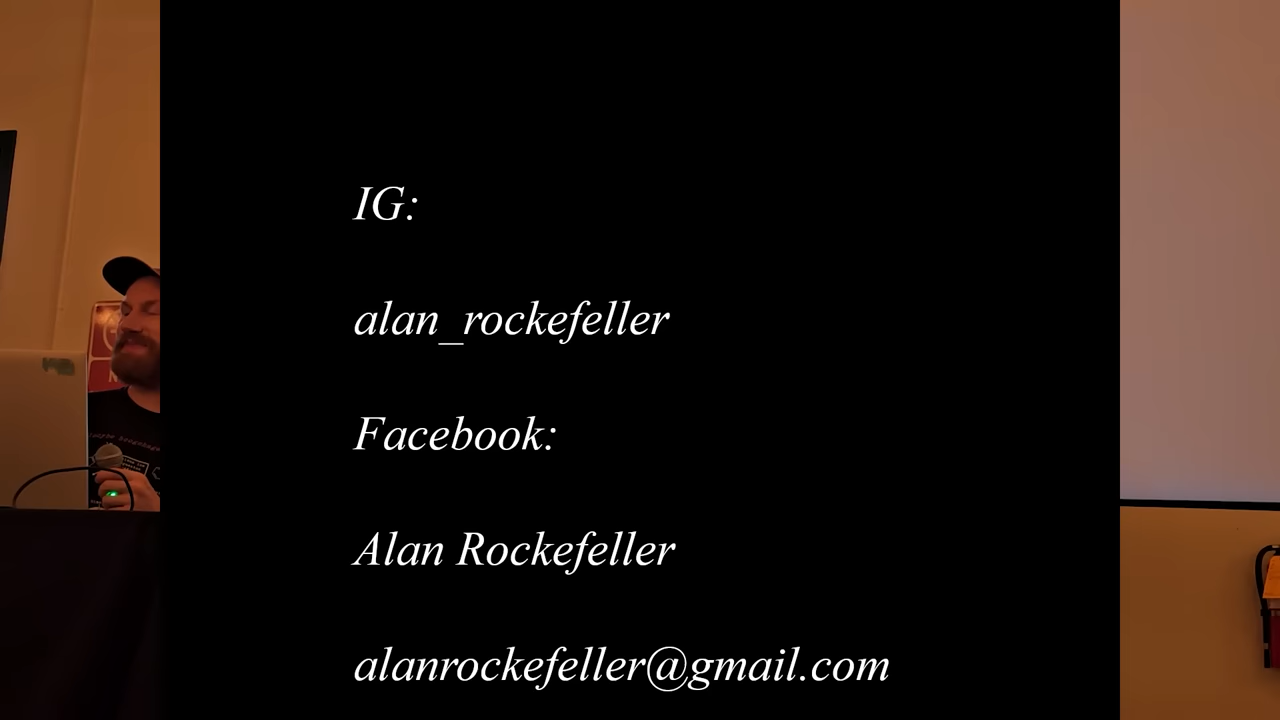 IG:
alan_rockefeller
Facebook:
Alan Rockefeller
alanrockefeller@gmail.com